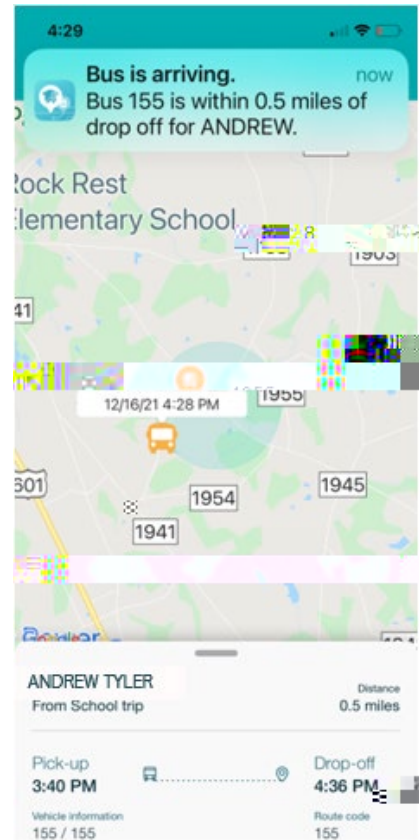 4:29
Bus is arriving.
now
Bus 155 is within 0.5 miles of
drop off for ANDREW.
Rock Rest
Elementary School
1903
41
1955
12/16/21 4:28 PM
601
1954
1945
1941
ANDREW TYLER
Distance
From School trip
0.5 miles
Pick-up
Drop-off
3:40 PM
4:36 PM
Vehicle information
Route code
155 / 155
155